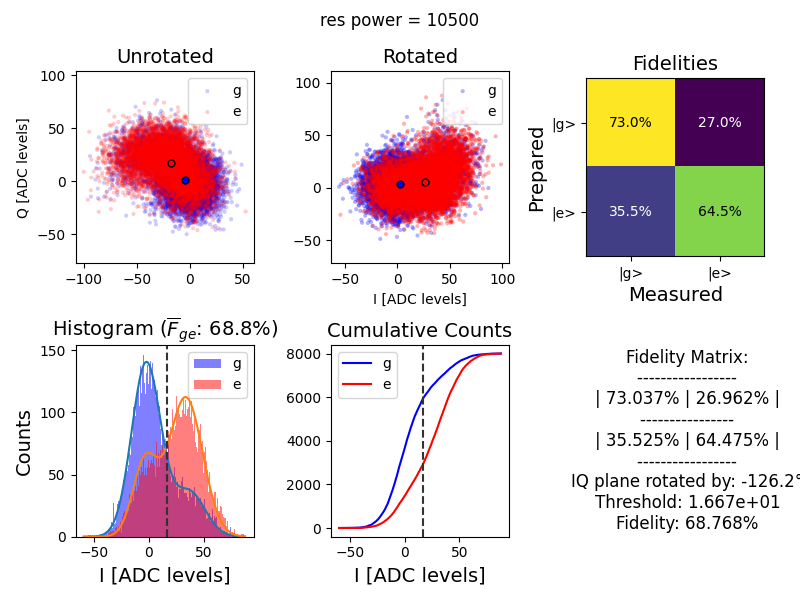 res power = 10500
Unrotated
Q [ADC levels]
100
50
0
−50
−100
−50
0
50
g
e
Rotated
100
50
0
−50
−50
0
50
100
I [ADC levels]
g
e
Fidelities
Prepared
|g>
|e>
73.0%
27.0%
35.5%
64.5%
|g>
|e>
Measured
Histogram (F̅ge: 68.8%)
Counts
150
100
50
0
−50
0
50
I [ADC levels]
g
e
Cumulative Counts
8000
6000
4000
2000
0
−50
0
50
I [ADC levels]
g
e
Fidelity Matrix:
-----------------
| 73.037% | 26.962% |
----------------
| 35.525% | 64.475% |
-----------------
IQ plane rotated by: -126.2°
Threshold: 1.667e+01
Fidelity: 68.768%